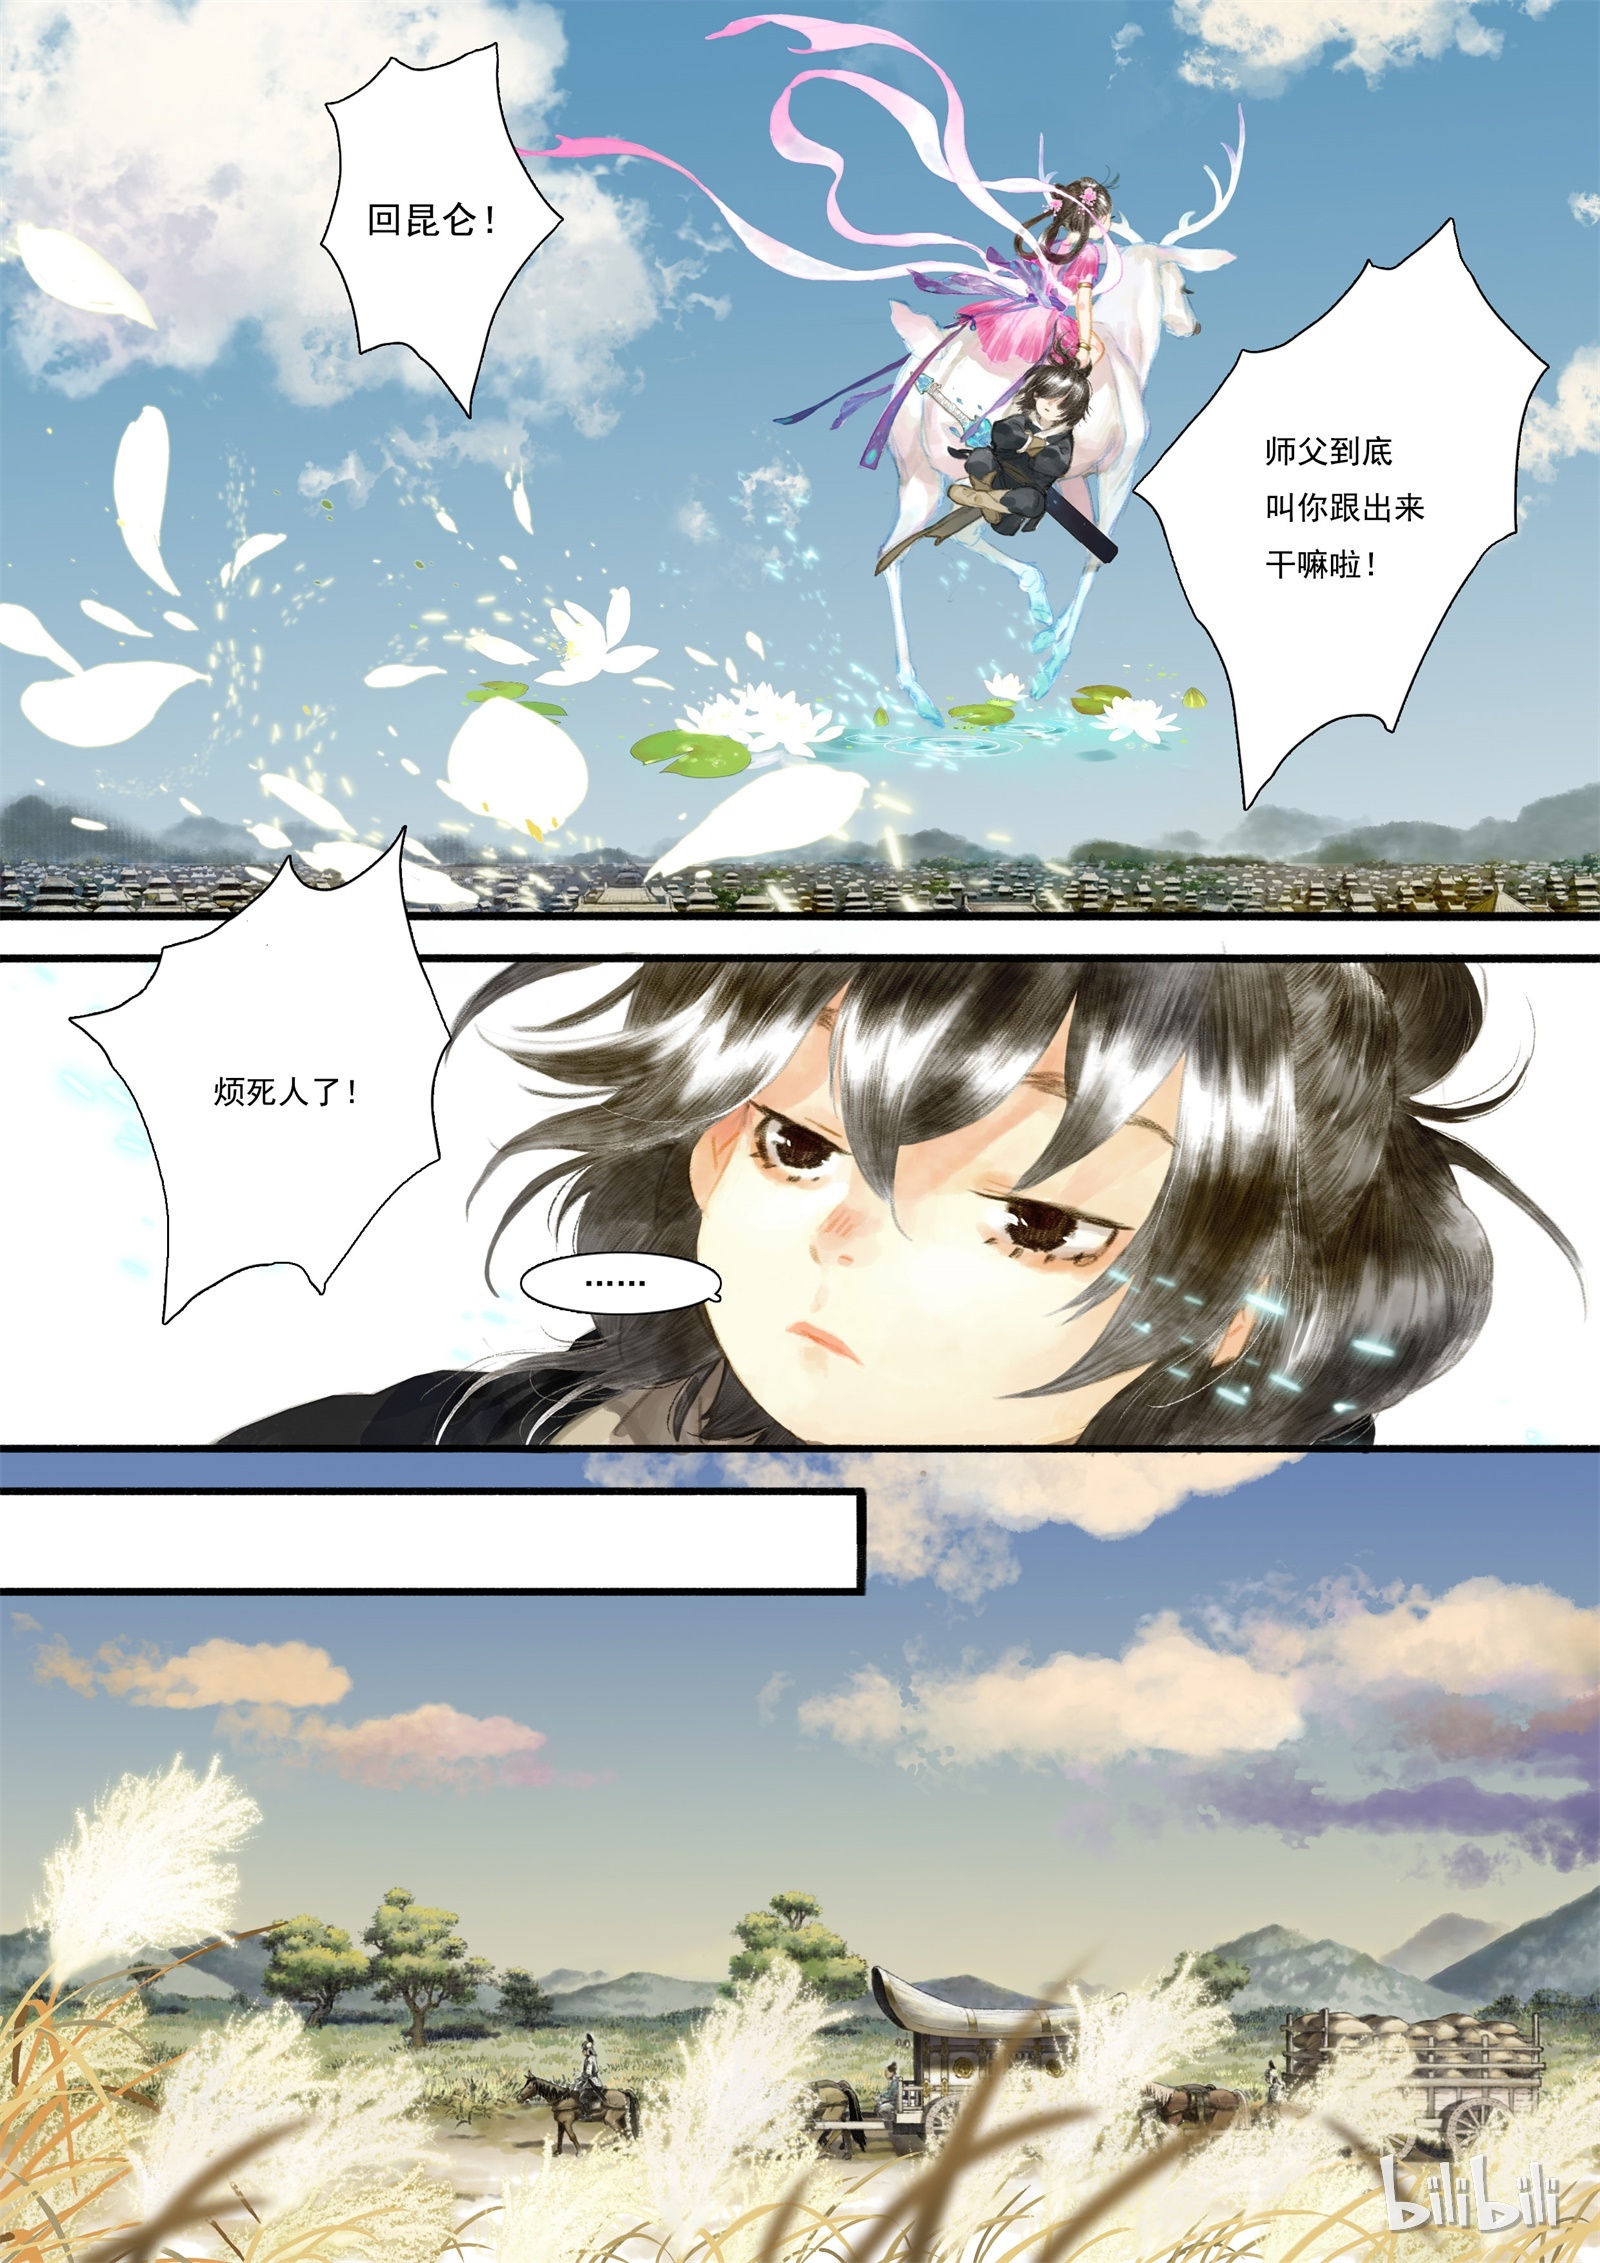 回昆仑！
师父到底
叫你跟出来
干嘛啦！
烦死人了！
……
bilibili